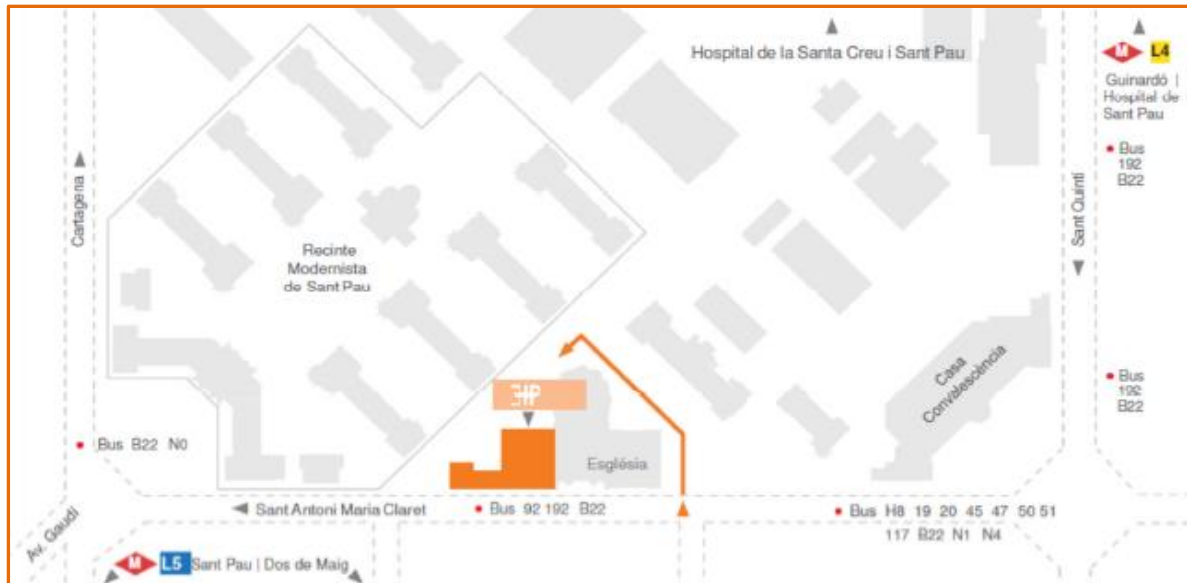 Hospital de la Santa Creu i Sant Pau
M L4
Guinardó |
Hospital de
Sant Pau
Bus
192
B22
Cartagena
Sant Quintí
Recinte
Modernista
de Sant Pau
Casa
Convalescència
Bus
192
B22
Bus B22 N0
Església
Sant Antoni Maria Claret
Bus 92 192 B22
Bus H8 19 20 45 47 50 51
117 B22 N1 N4
Av. Gaudí
M L5 Sant Pau | Dos de Maig